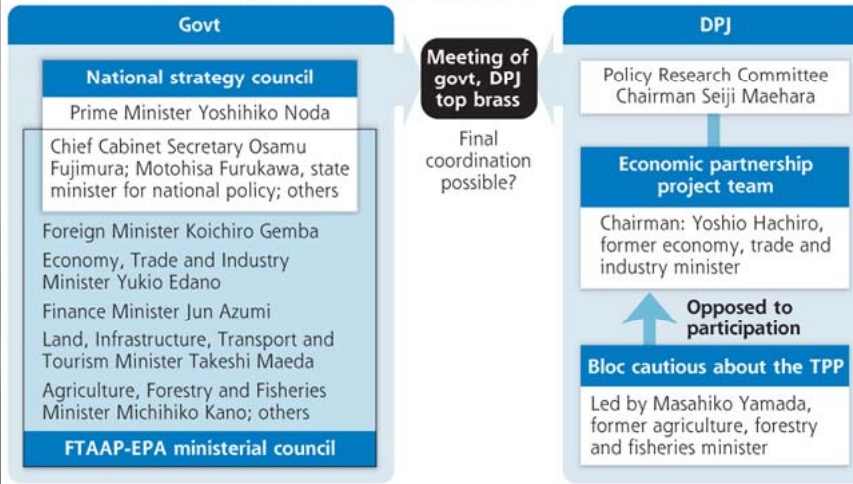 Govt
National strategy council
Prime Minister Yoshihiko Noda
Chief Cabinet Secretary Osamu
Fujimura; Motohisa Furukawa, state
minister for national policy; others
Foreign Minister Koichiro Gemba
Economy, Trade and Industry
Minister Yukio Edano
Finance Minister Jun Azumi
Land, Infrastructure, Transport and
Tourism Minister Takeshi Maeda
Agriculture, Forestry and Fisheries
Minister Michihiko Kano; others
FTAAP-EPA ministerial council
Meeting of
govt, DPJ
top brass
Final
coordination
possible?
DPJ
Policy Research Committee
Chairman Seiji Maehara
Economic partnership
project team
Chairman: Yoshio Hachiro,
former economy, trade and
industry minister
Opposed to
participation
Bloc cautious about the TPP
Led by Masahiko Yamada,
former agriculture, forestry
and fisheries minister